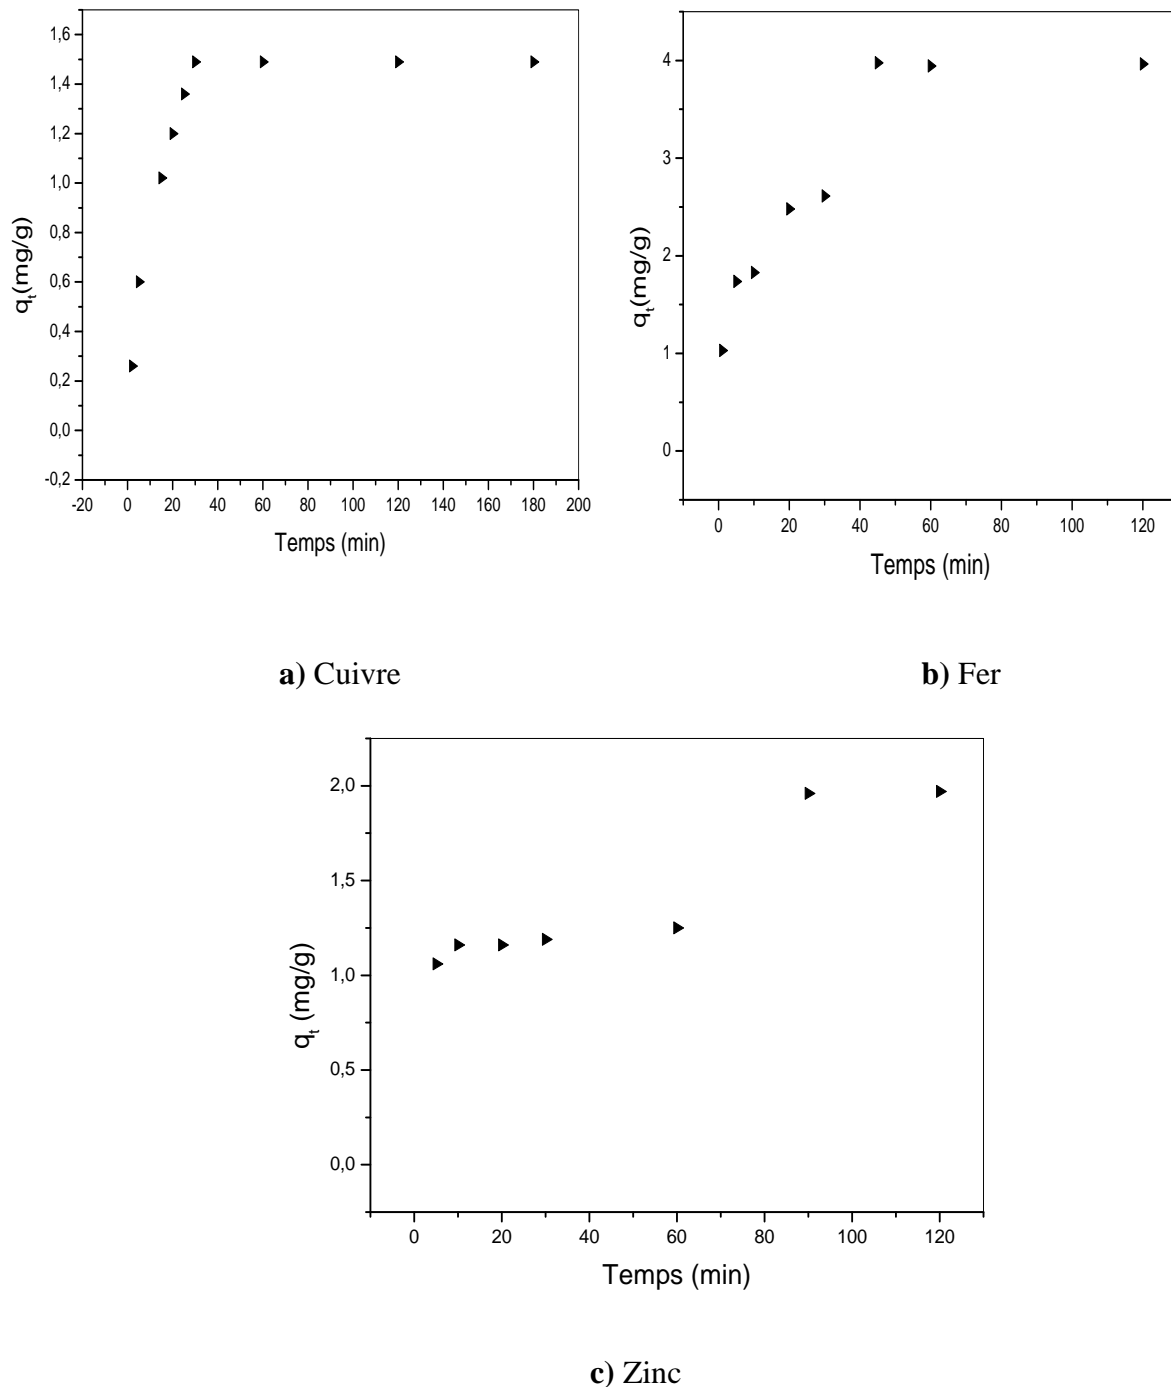 1,6
1,4
1,2
1,0
0,8
0,6
0,4
0,2
0,0
-0,2
qt(mg/g)
-20 0 20 40 60 80 100 120 140 160 180 200
Temps (min)
4
3
2
1
0
qt(mg/g)
0 20 40 60 80 100 120
Temps (min)
a) Cuivre
b) Fer
2,0
1,5
1,0
0,5
0,0
qt (mg/g)
0 20 40 60 80 100 120
Temps (min)
c) Zinc